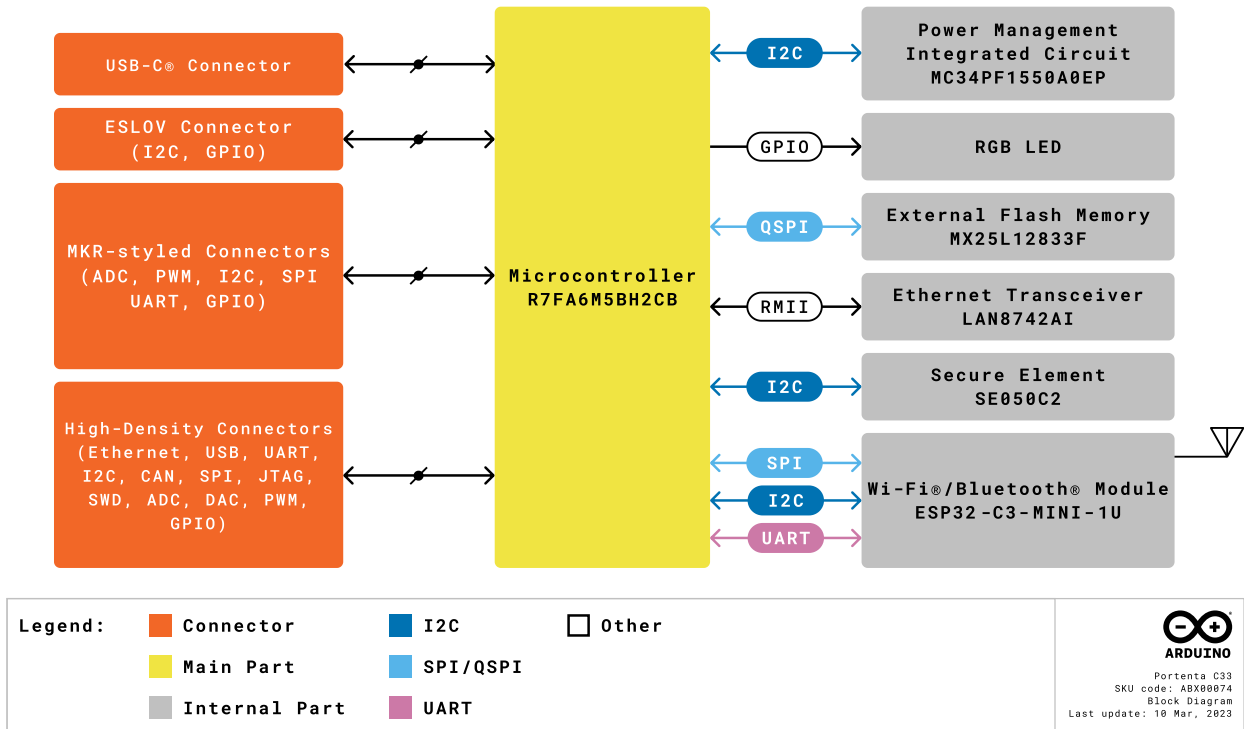 USB-C® Connector
ESLOV Connector
(I2C, GPIO)
MKR-styled Connectors
(ADC, PWM, I2C, SPI
UART, GPIO)
High-Density Connectors
(Ethernet, USB, UART,
I2C, CAN, SPI, JTAG,
SWD, ADC, DAC, PWM,
GPIO)
Microcontroller
R7FA6M5BH2CB
I2C
GPIO
QSPI
RMII
I2C
SPI
I2C
UART
Power Management
Integrated Circuit
MC34PF1550A0EP
RGB LED
External Flash Memory
MX25L12833F
Ethernet Transceiver
LAN8742AI
Secure Element
SE050C2
Wi-Fi®/Bluetooth® Module
ESP32-C3-MINI-1U
Legend:
Connector
Main Part
Internal Part
I2C
SPI/QSPI
UART
Other
ARDUINO
Portenta C33
SKU code: ABX00074
Block Diagram
Last update: 10 Mar, 2023